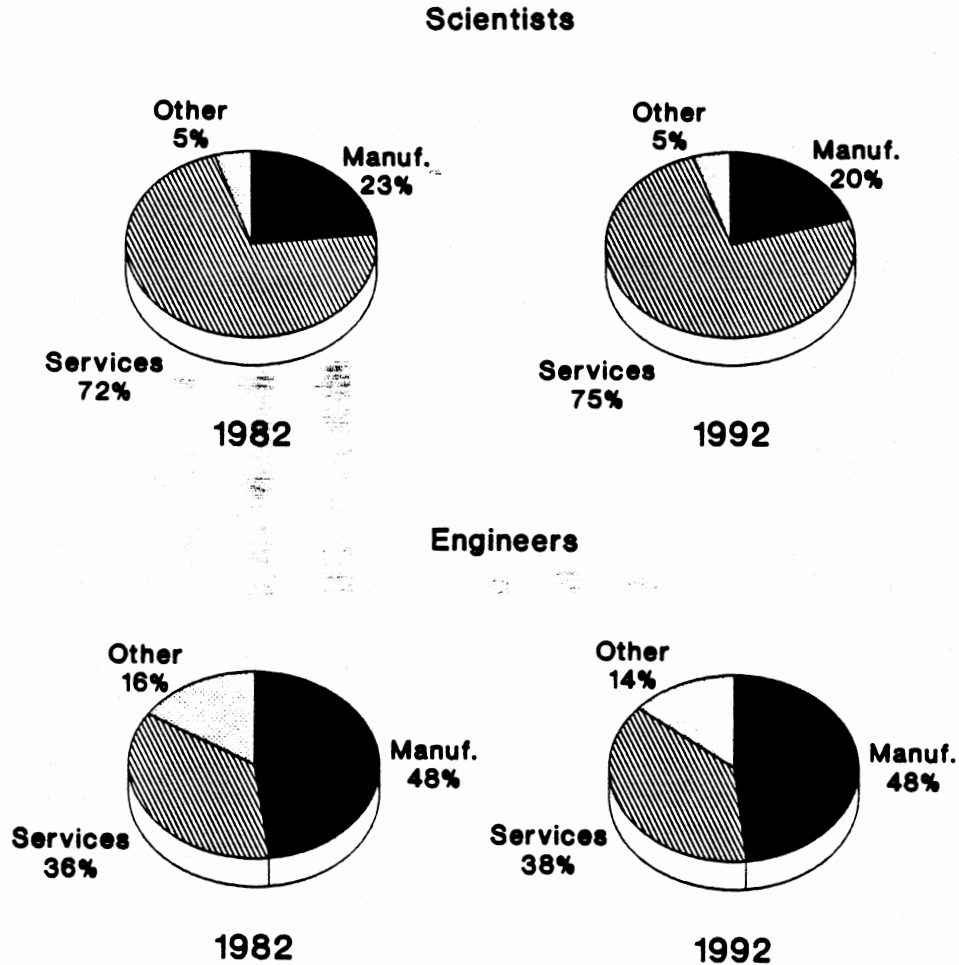 Scientists
Other
5%
Manuf.
23%
Services
72%
1982
Other
5%
Manuf.
20%
Services
75%
1992
Engineers
Other
16%
Manuf.
48%
Services
36%
1982
Other
14%
Manuf.
48%
Services
38%
1992